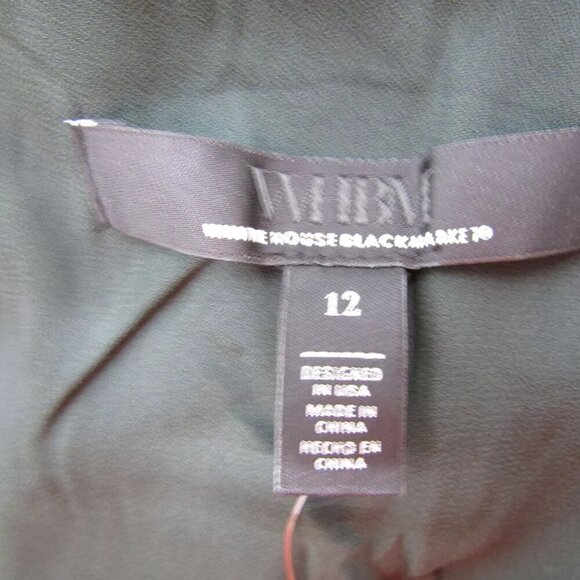 WHBM
WHITE HOUSE BLACK MARKET®
12
DESIGNED
IN USA
MADE IN
CHINA
HECHO EN
CHINA